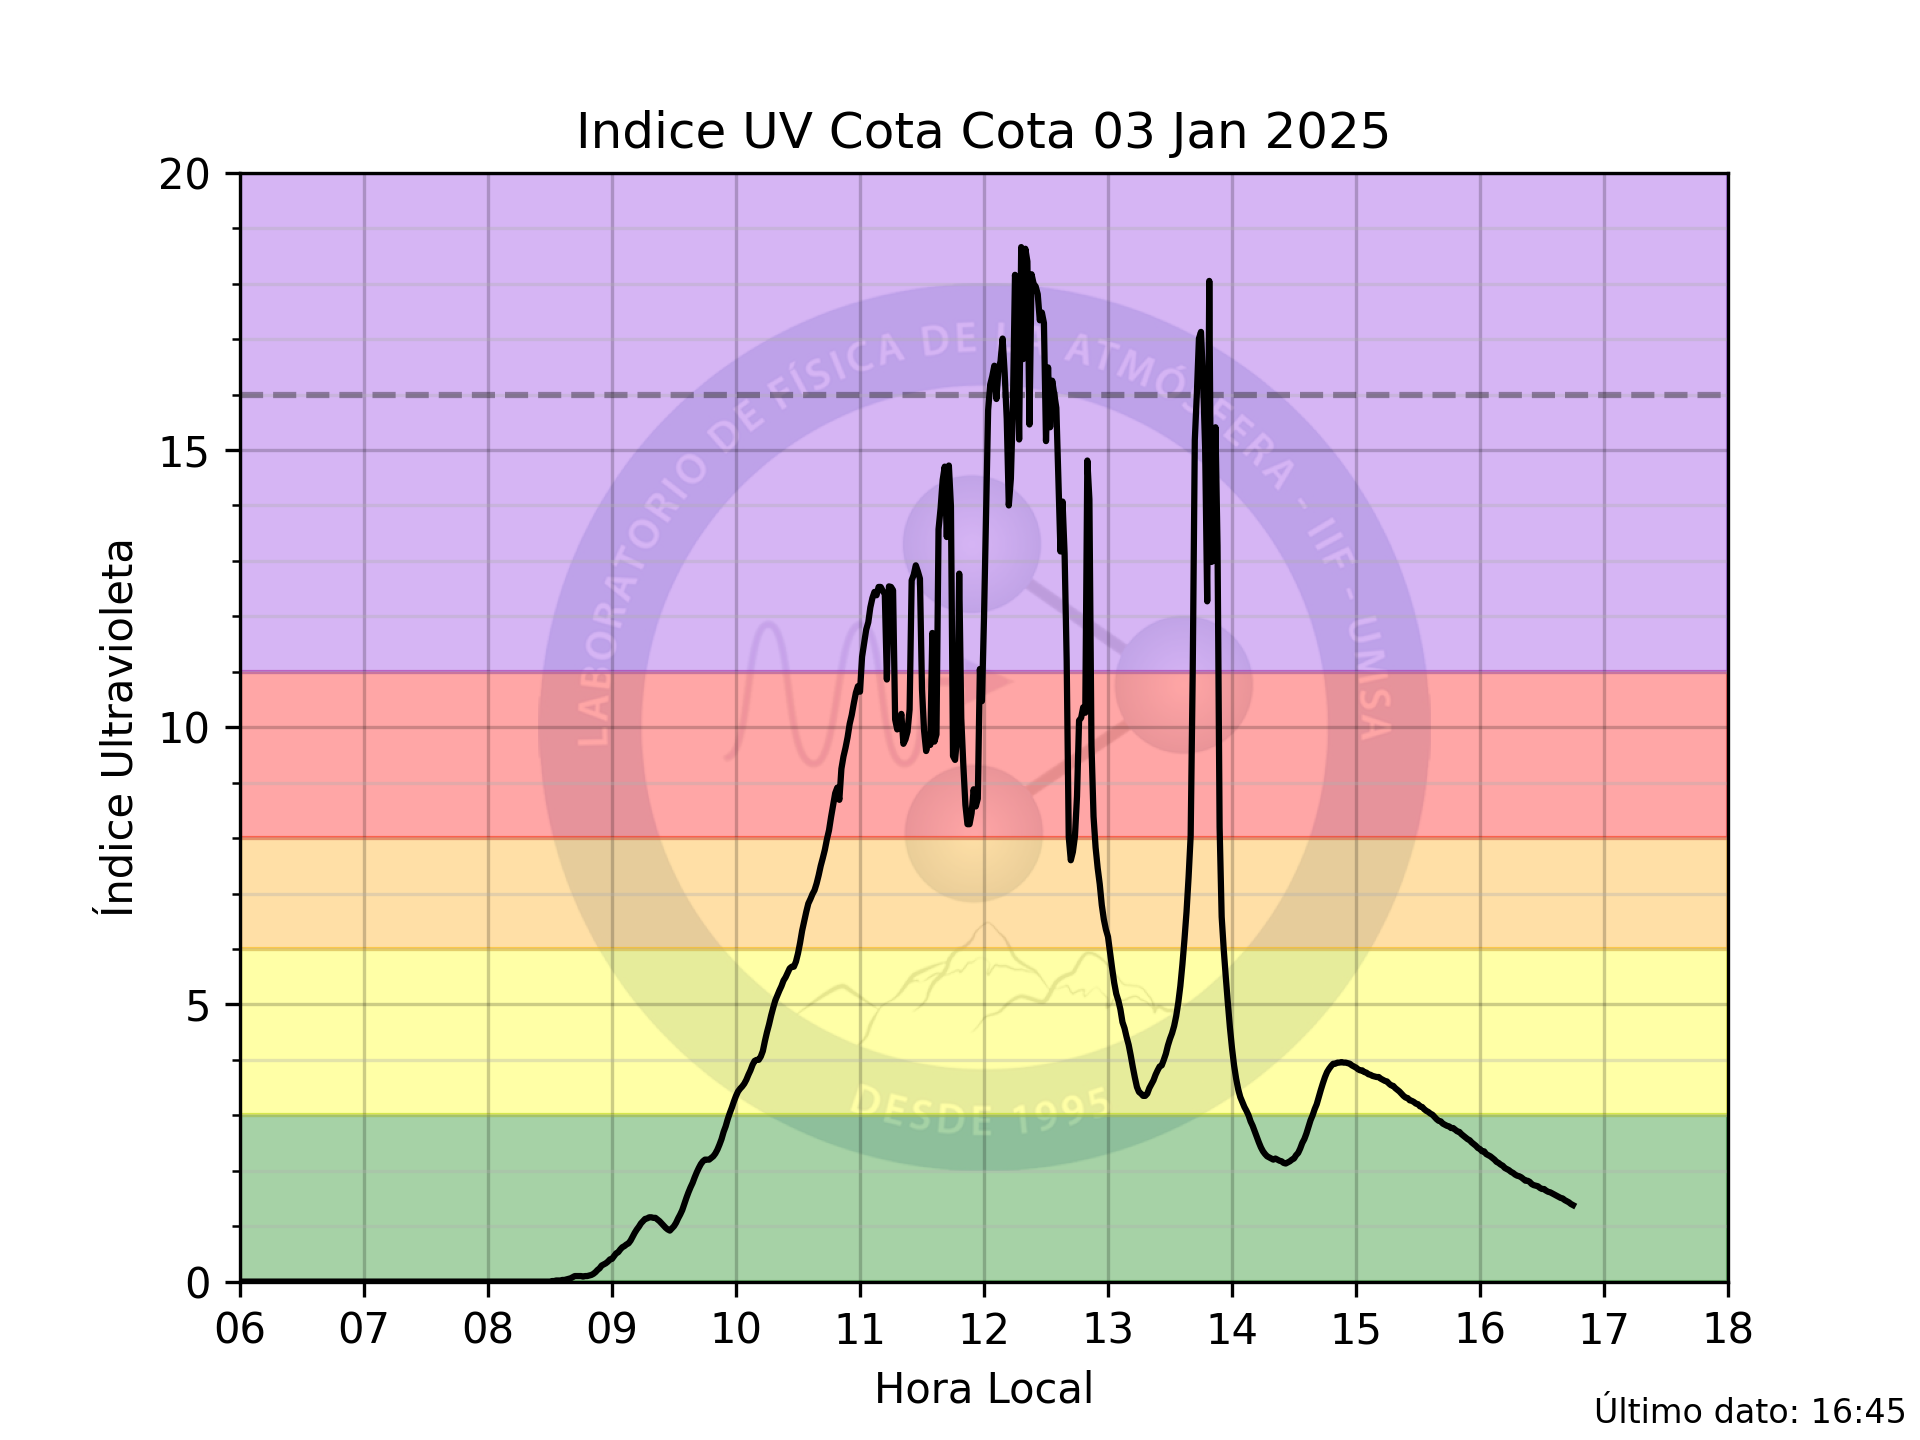 Indice UV Cota Cota 03 Jan 2025
20
15
10
5
0
Índice Ultravioleta
LABORATORIO DE FÍSICA DE LA ATMÓSFERA - IIF - UMSA
DESDE 1995
06 07 08 09 10 11 12 13 14 15 16 17 18
Hora Local
Último dato: 16:45